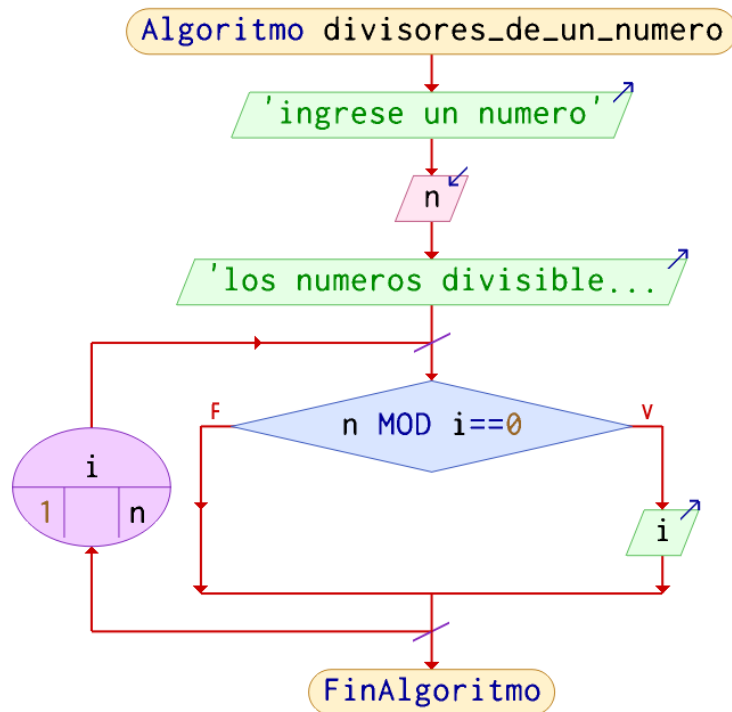 Algoritmo divisores_de_un_numero
'ingrese un numero'
n
'los numeros divisible...
F
n MOD i==0
V
i
1
n
i
FinAlgoritmo